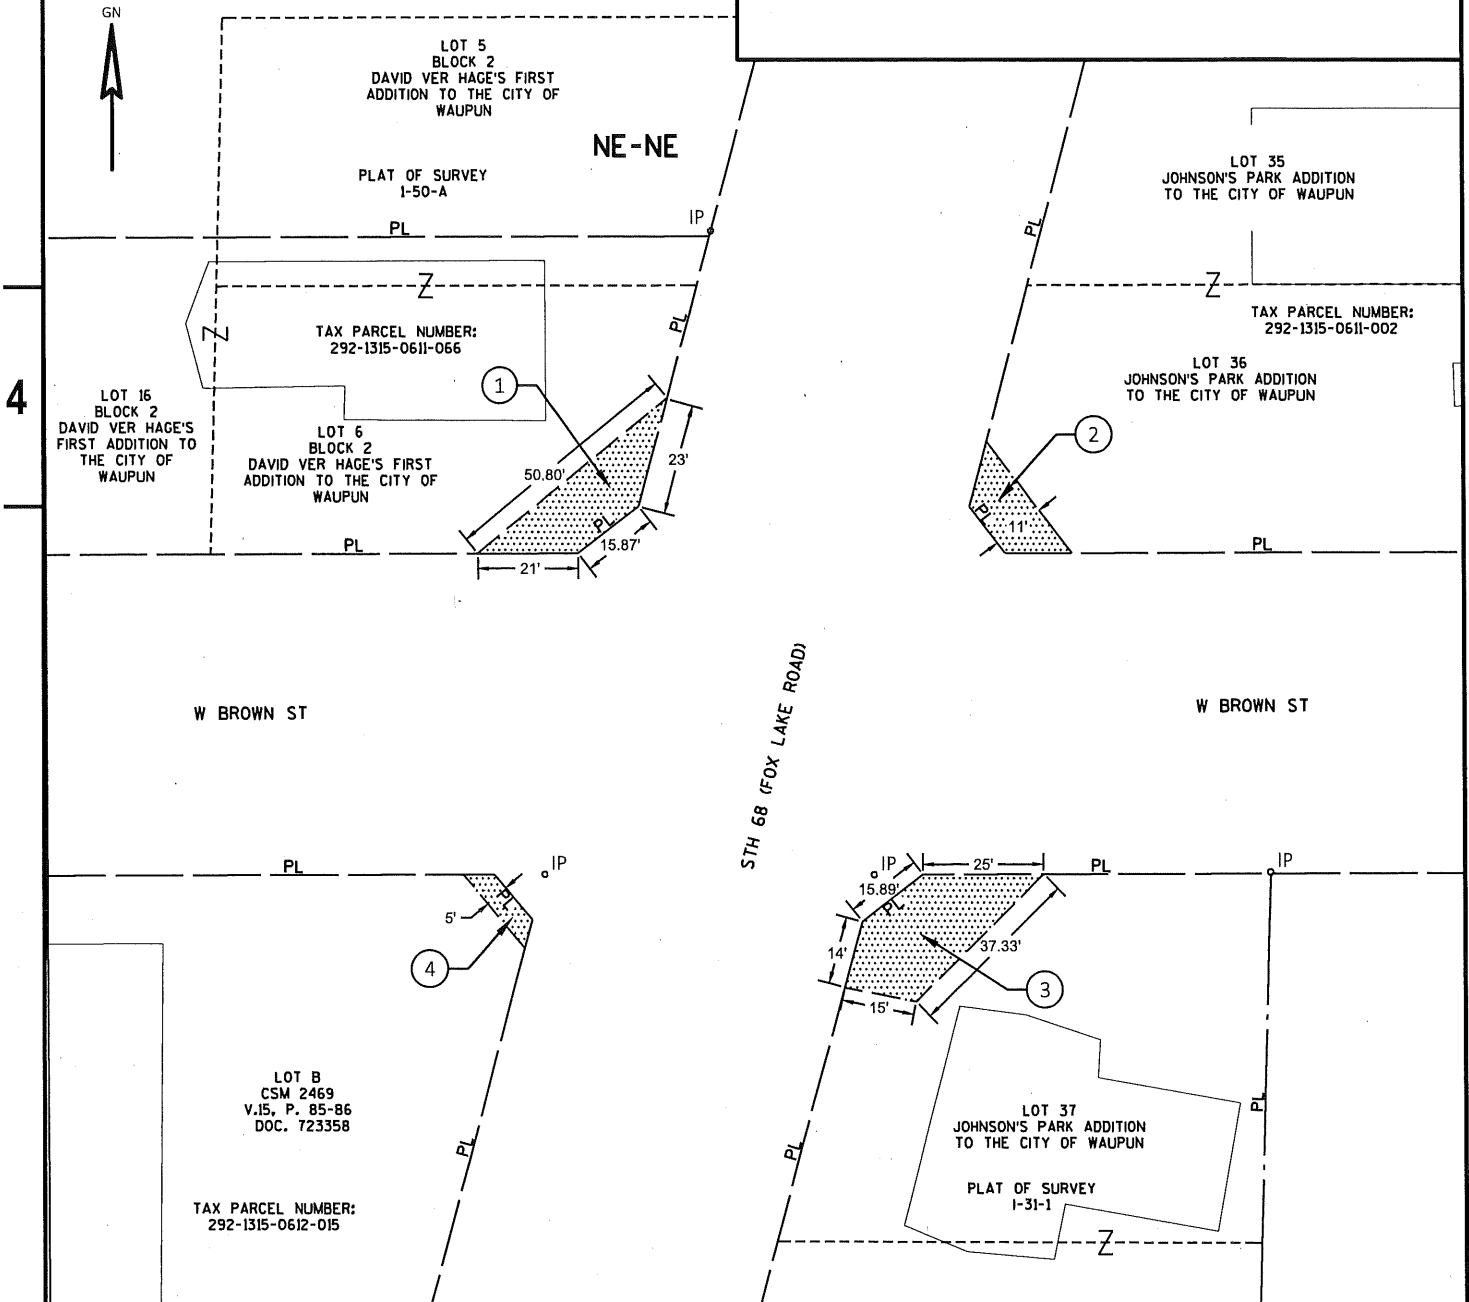 GN
LOT 5
BLOCK 2
DAVID VER HAGE'S FIRST
ADDITION TO THE CITY OF
WAUPUN
NE-NE
PLAT OF SURVEY
1-50-A
PL
IP
LOT 35
JOHNSON'S PARK ADDITION
TO THE CITY OF WAUPUN
PL
Z
Z
Z
PL
TAX PARCEL NUMBER:
292-1315-0611-066
TAX PARCEL NUMBER:
292-1315-0611-002
LOT 36
JOHNSON'S PARK ADDITION
TO THE CITY OF WAUPUN
4
LOT 16
BLOCK 2
DAVID VER HAGE'S
FIRST ADDITION TO
THE CITY OF
WAUPUN
LOT 6
BLOCK 2
DAVID VER HAGE'S FIRST
ADDITION TO THE CITY OF
WAUPUN
1
50.80'
23'
PL
15.87'
21'
PL
2
PL
11'
PL
W BROWN ST
STH 68 (FOX LAKE ROAD)
W BROWN ST
PL
IP
PL
5'
4
IP
25'
PL
IP
15.89'
PL
14'
37.33'
15'
3
LOT B
CSM 2469
V.15, P. 85-86
DOC. 723358
PL
TAX PARCEL NUMBER:
292-1315-0612-015
PL
LOT 37
JOHNSON'S PARK ADDITION
TO THE CITY OF WAUPUN
PLAT OF SURVEY
1-31-1
PL
Z